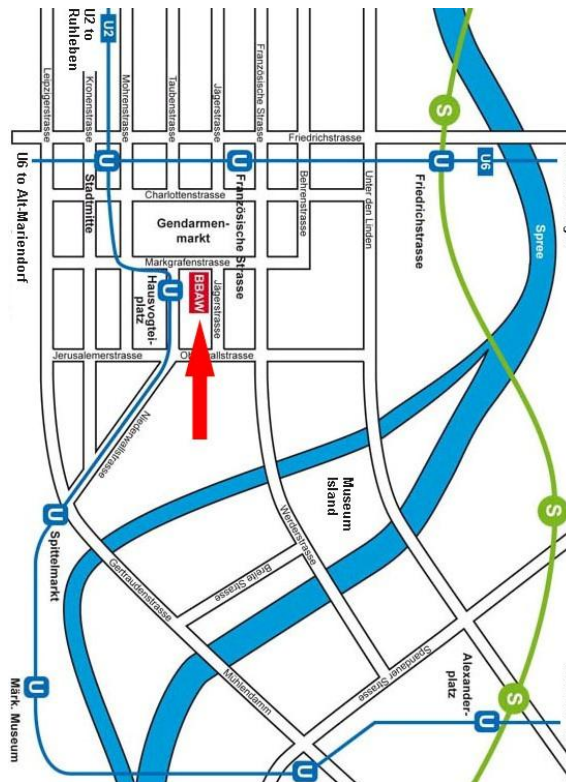 U2
U2 to
Ruhleben
Leipzigerstrasse
Kronenstrasse
Mohrenstrasse
Taubenstrasse
Jägerstrasse
Französische Strasse
Friedrichstrasse
S
U6 to Alt-Mariendorf
U
Stadtmitte
U
Französische Strasse
U
Friedrichstrasse
U6
Behrenstrasse
Unter den Linden
Charlottenstrasse
Gendarmen-
markt
Spree
Markgrafenstrasse
U
Hausvogtei-
platz
BBAW
Jägerstrasse
Jerusalemerstrasse
Niederwallstrasse
Museum
Island
S
U
Spittelmarkt
Werderstrasse
Breite Strasse
Gertraudenstrasse
Spandauer Strasse
Alexander-
platz
S
U
Mühlendamm
U
Märk. Museum
U